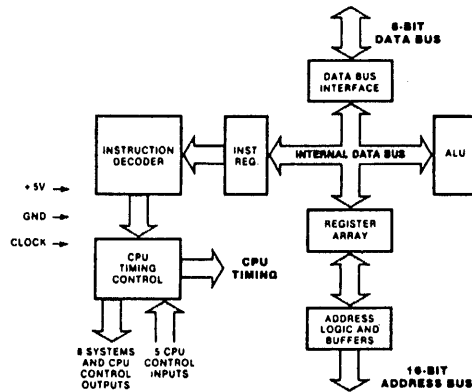 8-BIT
DATA BUS
DATA BUS
INTERFACE
INSTRUCTION
DECODER
INST
REG.
INTERNAL DATA BUS
ALU
+ 5V
GND
CLOCK
REGISTER
ARRAY
CPU
TIMING
CONTROL
CPU
TIMING
ADDRESS
LOGIC AND
BUFFERS
8 SYSTEMS
AND CPU
CONTROL
OUTPUTS
5 CPU
CONTROL
INPUTS
16-BIT
ADDRESS BUS